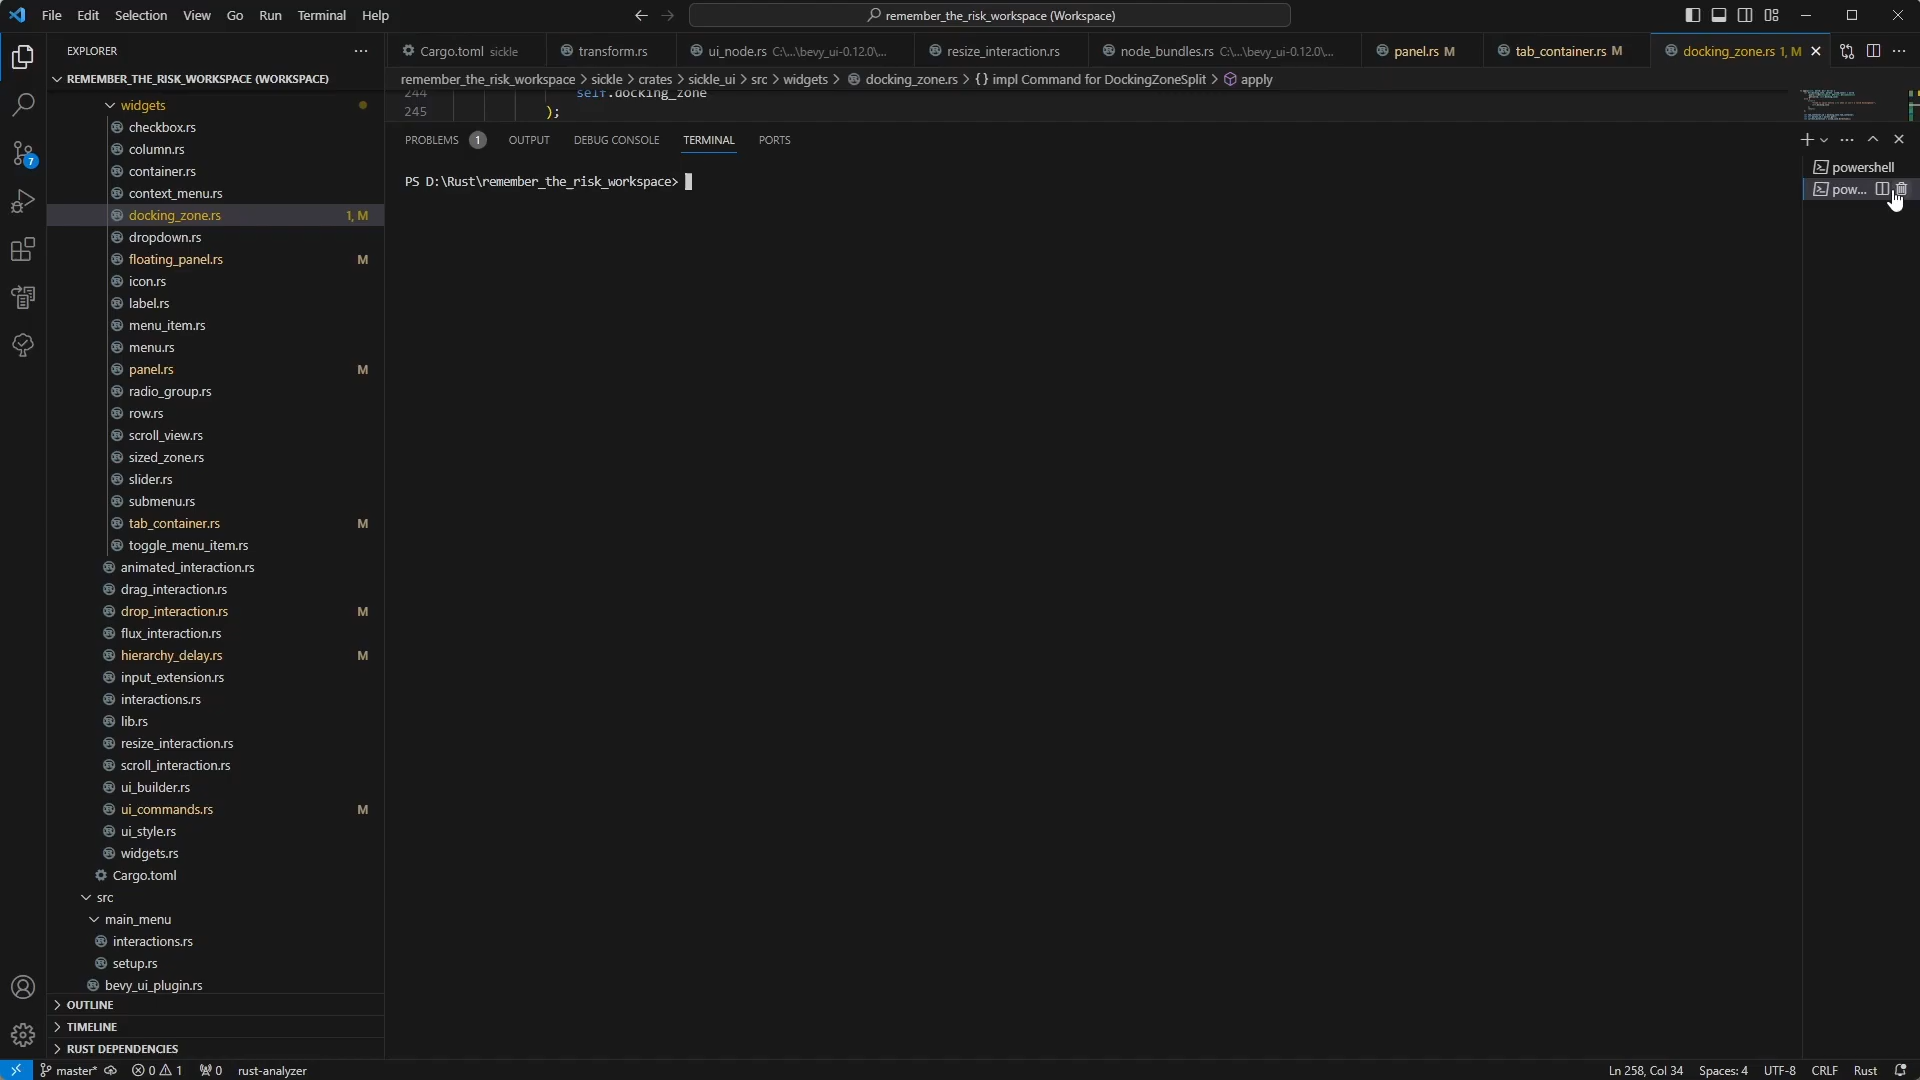 File Edit Selection View Go Run Terminal Help
remember_the_risk_workspace (Workspace)
EXPLORER
REMEMBER_THE_RISK_WORKSPACE (WORKSPACE)
widgets
checkbox.rs
column.rs
container.rs
context_menu.rs
docking_zone.rs 1, M
dropdown.rs
floating_panel.rs M
icon.rs
label.rs
menu_item.rs
menu.rs
panel.rs M
radio_group.rs
row.rs
scroll_view.rs
sized_zone.rs
slider.rs
submenu.rs
tab_container.rs M
toggle_menu_item.rs
animated_interaction.rs
drag_interaction.rs
drop_interaction.rs M
flux_interaction.rs
hierarchy_delay.rs M
input_extension.rs
interactions.rs
lib.rs
resize_interaction.rs
scroll_interaction.rs
ui_builder.rs
ui_commands.rs M
ui_style.rs
widgets.rs
Cargo.toml
src
main_menu
interactions.rs
setup.rs
bevy_ui_plugin.rs
OUTLINE
TIMELINE
RUST DEPENDENCIES
7
Cargo.toml sickle transform.rs ui_node.rs C:\...\bevy_ui-0.12.0\... resize_interaction.rs node_bundles.rs C:\...\bevy_ui-0.12.0\... panel.rs M tab_container.rs M docking_zone.rs 1, M
remember_the_risk_workspace > sickle > crates > sickle_ui > src > widgets > docking_zone.rs > {} impl Command for DockingZoneSplit > apply
244 self.docking_zone
245 );
PROBLEMS 1 OUTPUT DEBUG CONSOLE TERMINAL PORTS
PS D:\Rust\remember_the_risk_workspace>
powershell
pow...
master* 0 1 0 rust-analyzer
Ln 258, Col 34 Spaces: 4 UTF-8 CRLF Rust